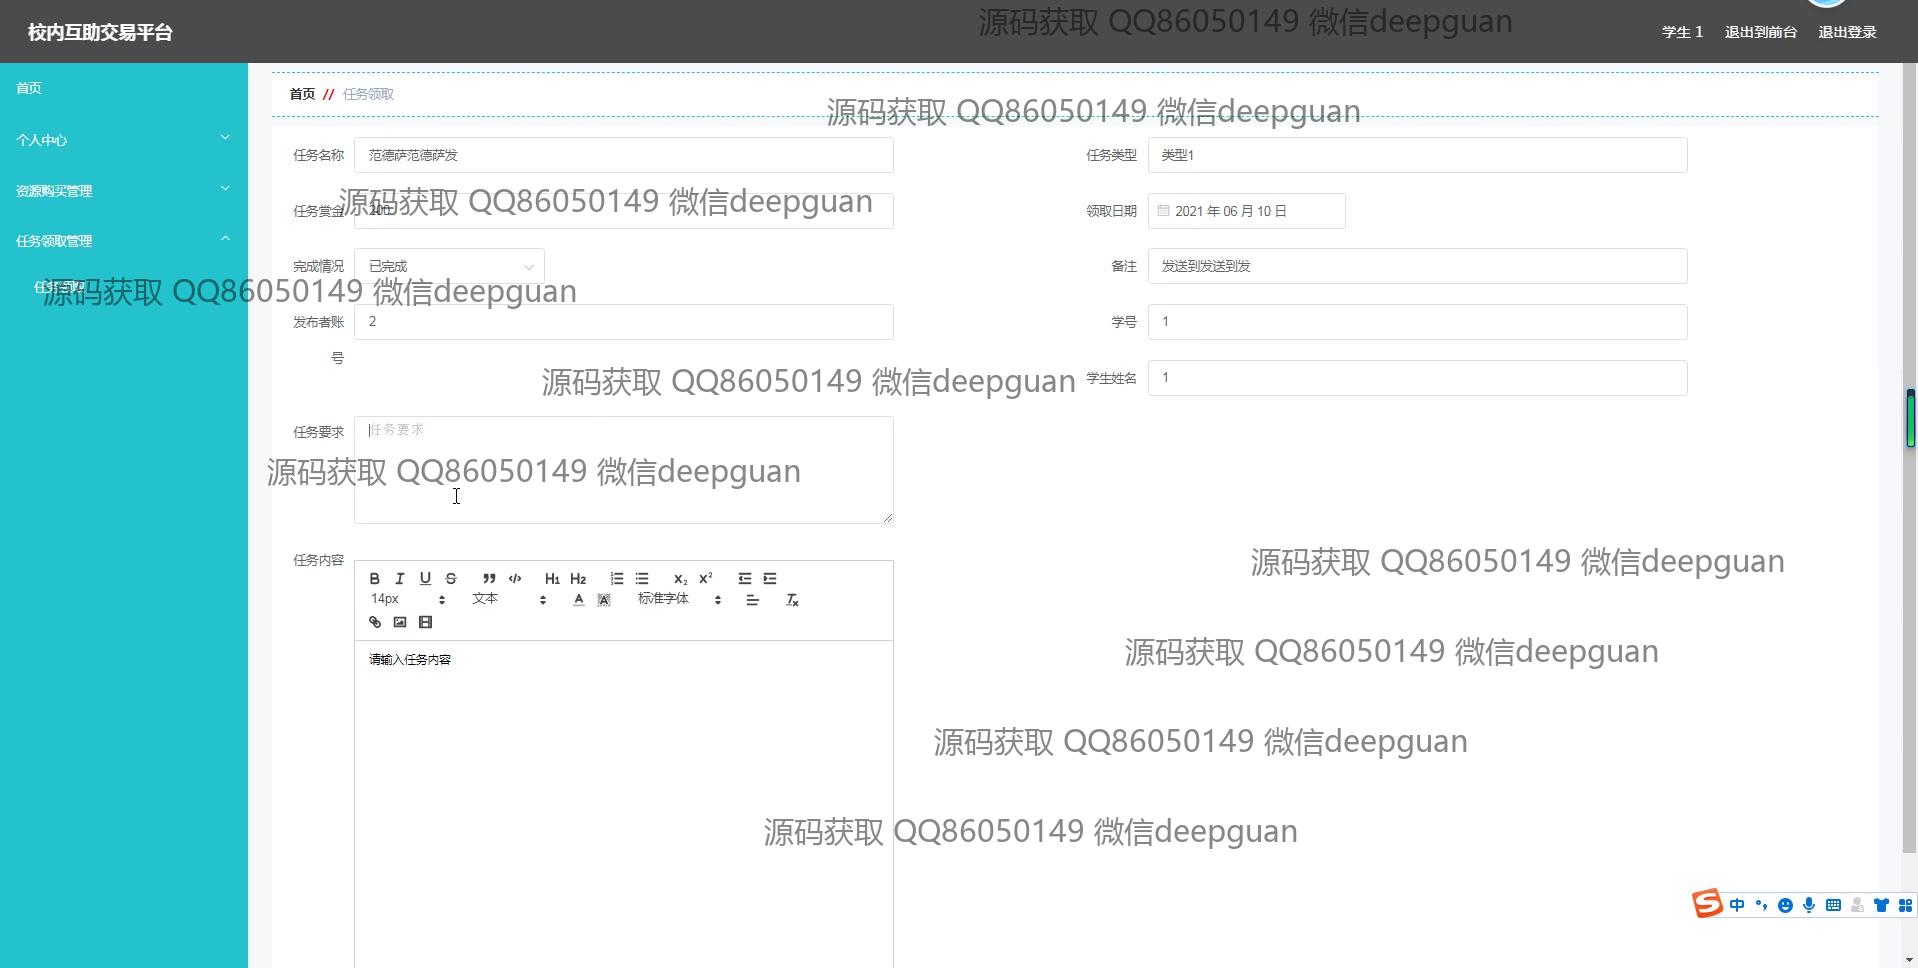 校内互助交易平台
源码获取 QQ86050149 微信deepguan
学生 1 退出到前台 退出登录
首页
个人中心
资源购买管理
任务领取管理
任务领取
首页 // 任务领取
源码获取 QQ86050149 微信deepguan
任务名称 范德萨范德萨发
任务类型 类型1
源码获取 QQ86050149 微信deepguan
任务赏金
领取日期 2021 年 06 月 10 日
完成情况 已完成
备注 发送到发送到发
源码获取 QQ86050149 微信deepguan
发布者账号 2
学号 1
源码获取 QQ86050149 微信deepguan
学生姓名 1
任务要求 任务要求
源码获取 QQ86050149 微信deepguan
任务内容
B I U S H1 H2 X2 X2
14px 文本 A A 标准字体 Tx
请输入任务内容
源码获取 QQ86050149 微信deepguan
源码获取 QQ86050149 微信deepguan
源码获取 QQ86050149 微信deepguan
源码获取 QQ86050149 微信deepguan
S 中